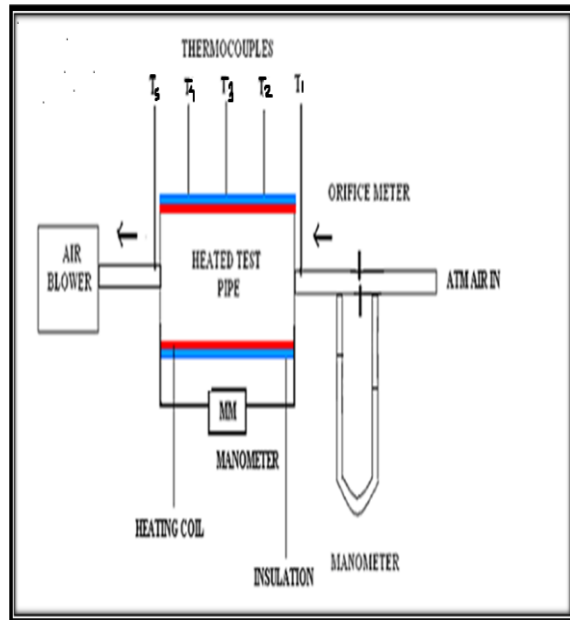 THERMOCOUPLES
T5 T4 T3 T2 T1
ORIFICE METER
AIR
BLOWER
HEATED TEST
PIPE
ATM AIR IN
MM
MANOMETER
HEATING COIL
MANOMETER
INSULATION